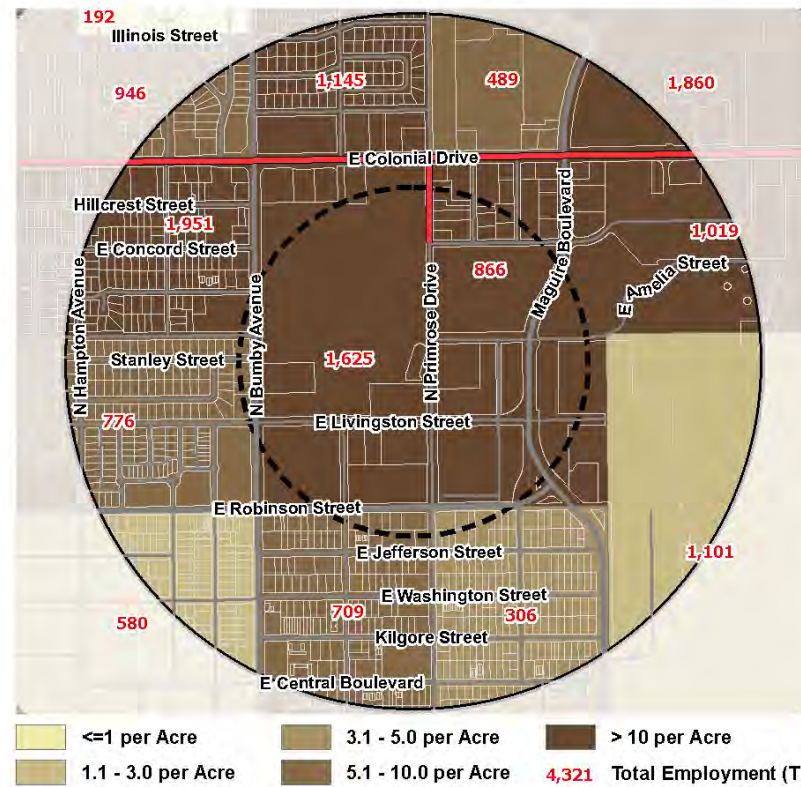 192
Illinois Street
1,145
489
1,860
946
E Colonial Drive
Hillcrest Street
1,951
E Concord Street
1,019
866
Maguire Boulevard
E Amelia Street
N Hampton Avenue
N Bumby Avenue
N Primrose Drive
Stanley Street
1,625
776
E Livingston Street
E Robinson Street
E Jefferson Street
1,101
E Washington Street
580
709
306
Kilgore Street
E Central Boulevard
<=1 per Acre
3.1 - 5.0 per Acre
> 10 per Acre
1.1 - 3.0 per Acre
5.1 - 10.0 per Acre
4,321 Total Employment (T